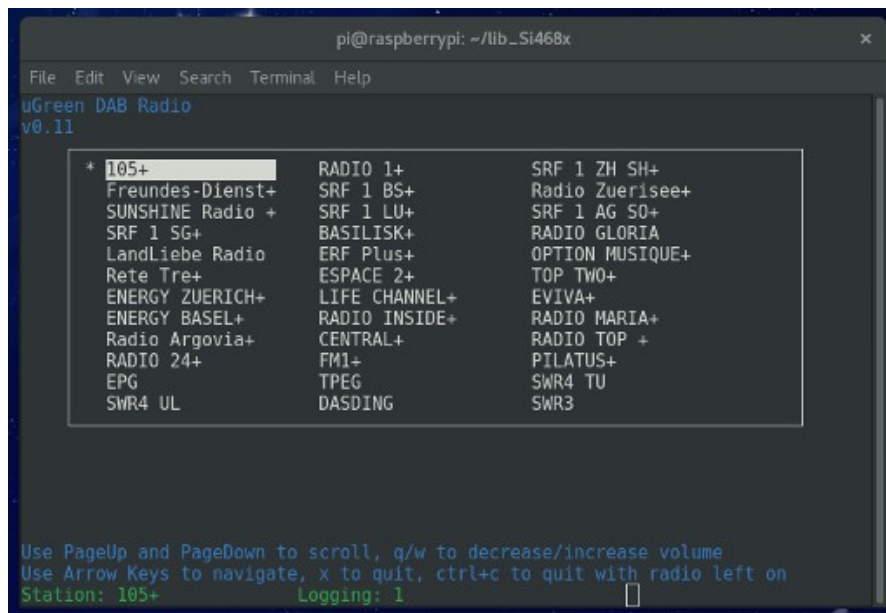 pi@raspberrypi: ~/lib_Si468x ×
File Edit View Search Terminal Help
uGreen DAB Radio
v0.11
* 105+ RADIO 1+ SRF 1 ZH SH+
Freundes-Dienst+ SRF 1 BS+ Radio Zuerisee+
SUNSHINE Radio + SRF 1 LU+ SRF 1 AG SO+
SRF 1 SG+ BASILISK+ RADIO GLORIA
LandLiebe Radio ERF Plus+ OPTION MUSIQUE+
Rete Tre+ ESPACE 2+ TOP TWO+
ENERGY ZUERICH+ LIFE CHANNEL+ EVIVA+
ENERGY BASEL+ RADIO INSIDE+ RADIO MARIA+
Radio Argovia+ CENTRAL+ RADIO TOP +
RADIO 24+ FM1+ PILATUS+
EPG TPEG SWR4 TU
SWR4 UL DASDING SWR3
Use PageUp and PageDown to scroll, q/w to decrease/increase volume
Use Arrow Keys to navigate, x to quit, ctrl+c to quit with radio left on
Station: 105+ Logging: 1